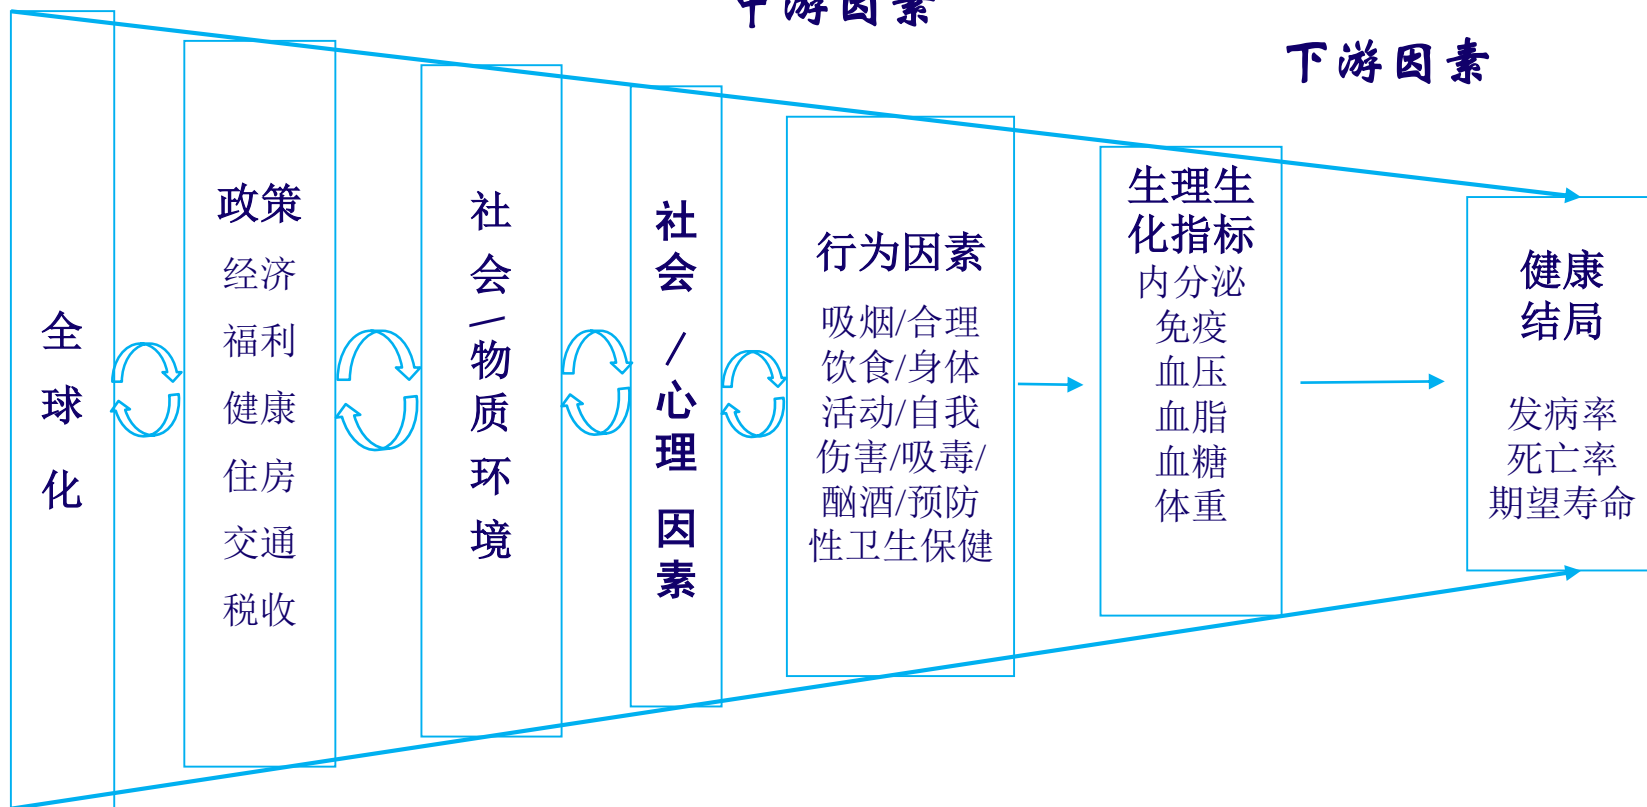 中游因素
下游因素
全球化
政策
经济
福利
健康
住房
交通
税收
社会/物质环境
社会/心理因素
行为因素
吸烟/合理
饮食/身体
活动/自我
伤害/吸毒/
酗酒/预防
性卫生保健
生理生
化指标
内分泌
免疫
血压
血脂
血糖
体重
健康
结局
发病率
死亡率
期望寿命